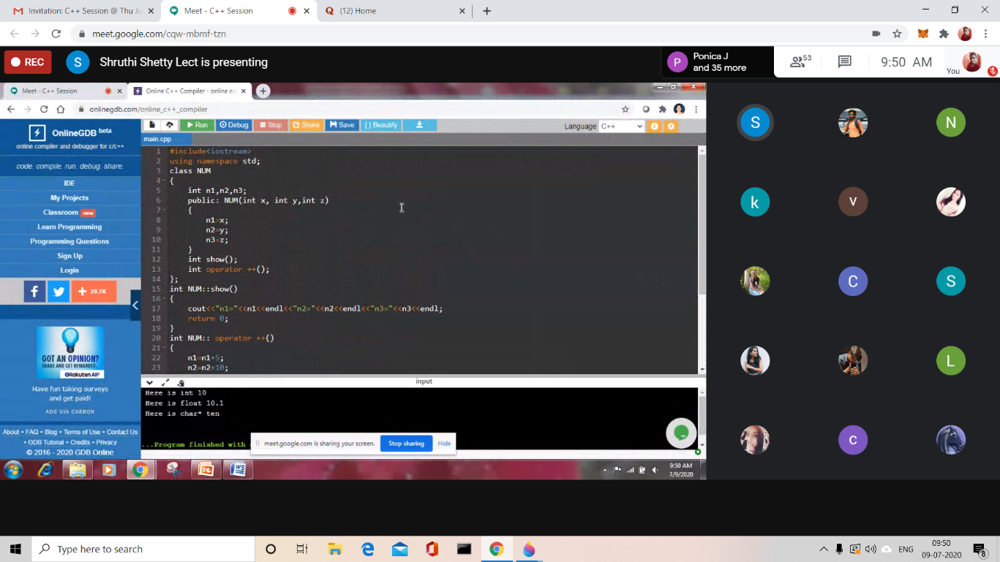 Invitation: C++ Session @ Thu Ju
Meet - C++ Session
(12) Home
meet.google.com/cqw-mbmf-tzn
REC
S
Shruthi Shetty Lect is presenting
P
Ponica J
and 35 more
53
9:50 AM
You
Meet - C++ Session
Online C++ Compiler - online ed
onlinegdb.com/online_c++_compiler
OnlineGDB beta
online compiler and debugger for c/c++
code. compile. run. debug. share.
IDE
My Projects
Classroom new
Learn Programming
Programming Questions
Sign Up
Login
f
+ 29.7K
GOT AN OPINION?
SHARE AND GET REWARDED.
Rakuten AIP
Have fun taking surveys
and get paid!
ADS VIA CARBON
About • FAQ • Blog • Terms of Use • Contact Us
• GDB Tutorial • Credits • Privacy
© 2016 - 2020 GDB Online
Run
Debug
Stop
Share
Save
{ } Beautify
Language C++
main.cpp
1 #include<iostream>
2 using namespace std;
3 class NUM
4 {
5 int n1,n2,n3;
6 public: NUM(int x, int y,int z)
7 {
8 n1=x;
9 n2=y;
10 n3=z;
11 }
12 int show();
13 int operator ++();
14 };
15 int NUM::show()
16 {
17 cout<<"n1="<<n1<<endl<<"n2="<<n2<<endl<<"n3="<<n3<<endl;
18 return 0;
19 }
20 int NUM:: operator ++()
21 {
22 n1=n1+5;
23 n2=n2+10;
input
Here is int 10
Here is float 10.1
Here is char* ten
...Program finished with
meet.google.com is sharing your screen.
Stop sharing
Hide
9:50 AM
7/9/2020
S
N
k
V
C
S
L
c
Type here to search
ENG
09:50
09-07-2020
8